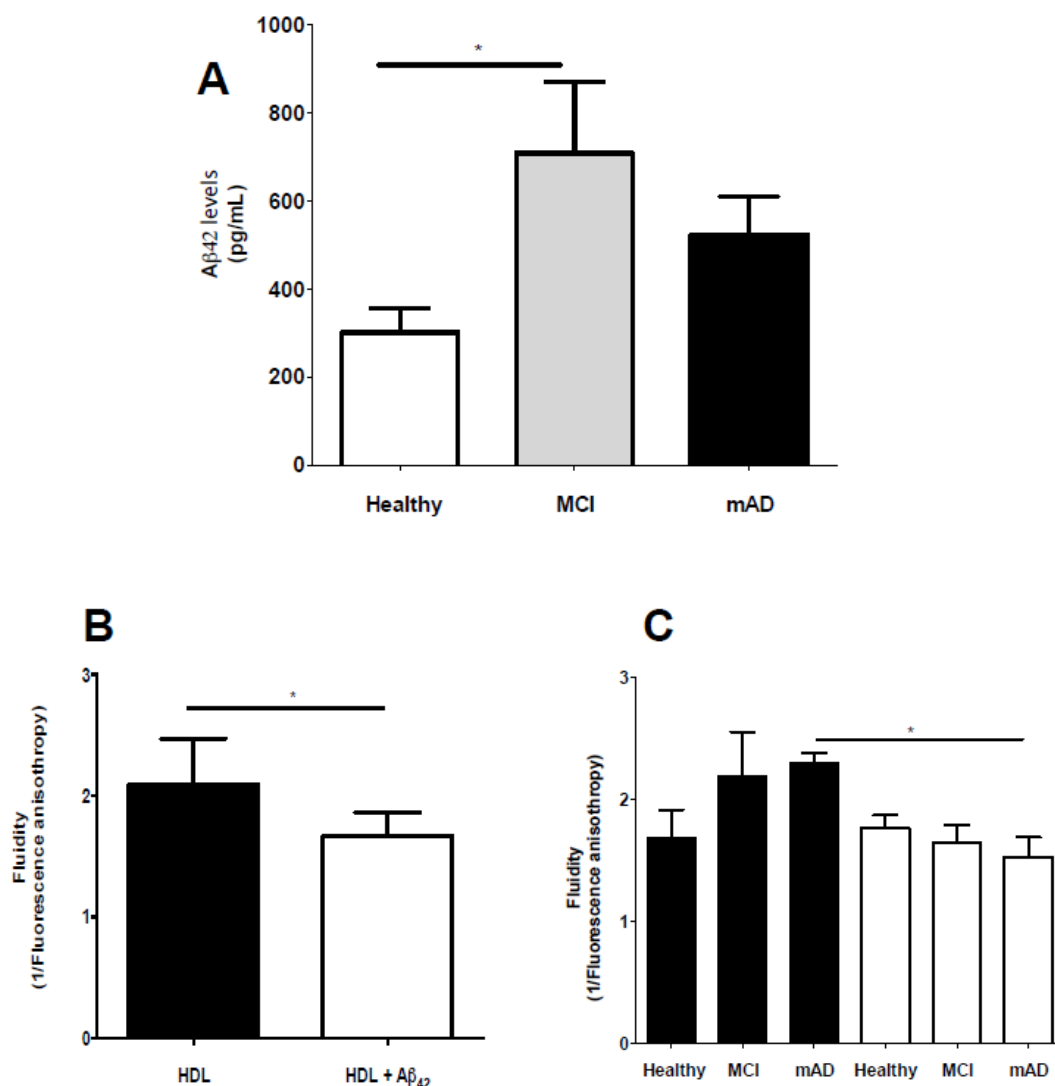 A
Aβ42 levels
(pg/mL)
1000
800
600
400
200
0
*
Healthy MCI mAD
B
Fluidity
(1/Fluorescence anisothropy)
3
2
1
0
*
HDL HDL + Aβ42
C
Fluidity
(1/Fluorescence anisothropy)
3
2
1
0
*
Healthy MCI mAD Healthy MCI mAD